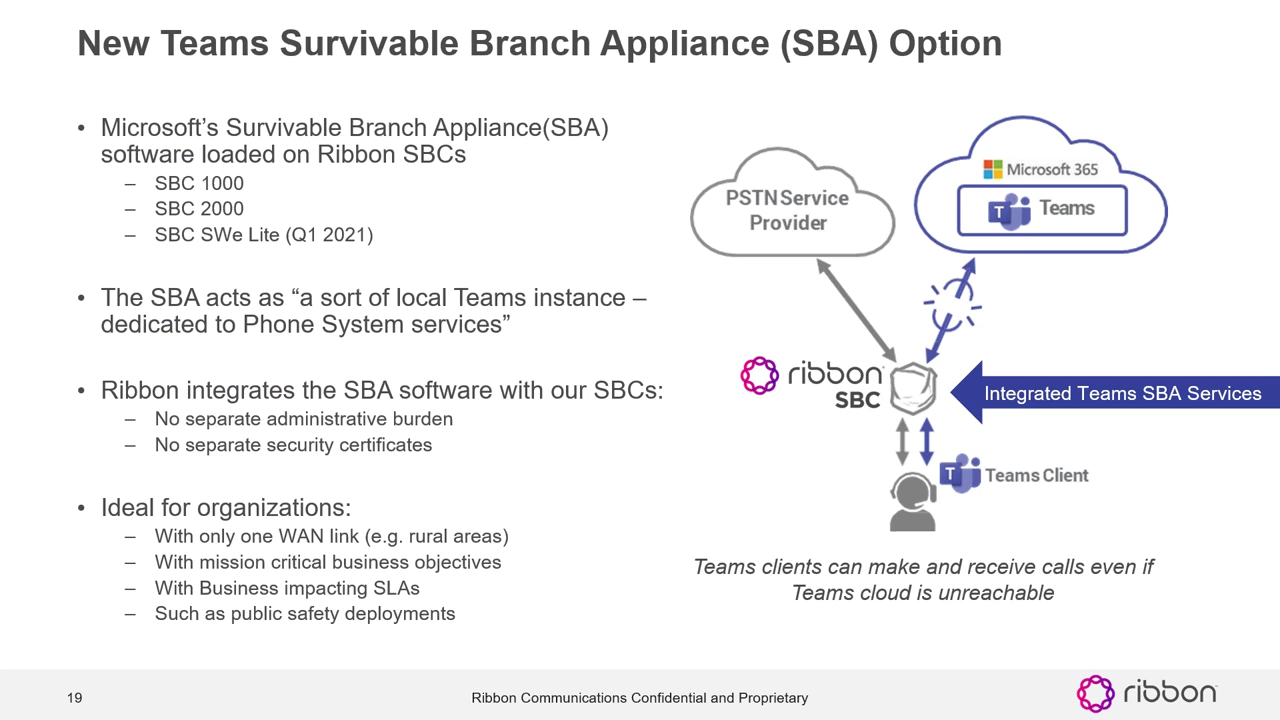 New Teams Survivable Branch Appliance (SBA) Option
• Microsoft’s Survivable Branch Appliance(SBA)
software loaded on Ribbon SBCs
– SBC 1000
– SBC 2000
– SBC SWe Lite (Q1 2021)
• The SBA acts as “a sort of local Teams instance –
dedicated to Phone System services”
• Ribbon integrates the SBA software with our SBCs:
– No separate administrative burden
– No separate security certificates
• Ideal for organizations:
– With only one WAN link (e.g. rural areas)
– With mission critical business objectives
– With Business impacting SLAs
– Such as public safety deployments
PSTN Service
Provider
Microsoft 365
T Teams
ribbon
SBC
Integrated Teams SBA Services
T Teams Client
Teams clients can make and receive calls even if
Teams cloud is unreachable
19
Ribbon Communications Confidential and Proprietary
ribbon